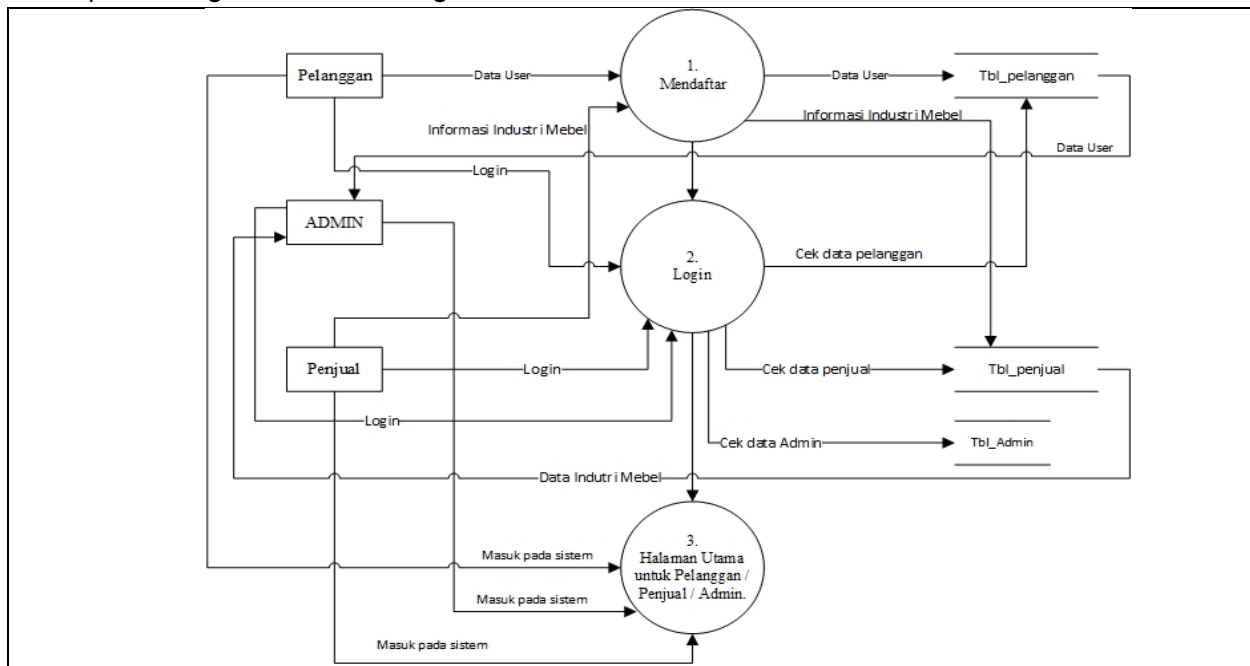 Pelanggan
Data User
1.
Mendaftar
Data User
Tbl_pelanggan
Informasi Industri Mebel
Informasi Industri Mebel
Data User
Login
ADMIN
2.
Login
Cek data pelanggan
Penjual
Login
Cek data penjual
Tbl_penjual
Login
Cek data Admin
Tbl_Admin
Data Indutri Mebel
3.
Halaman Utama
untuk Pelanggan /
Penjual / Admin.
Masuk pada sistem
Masuk pada sistem
Masuk pada sistem